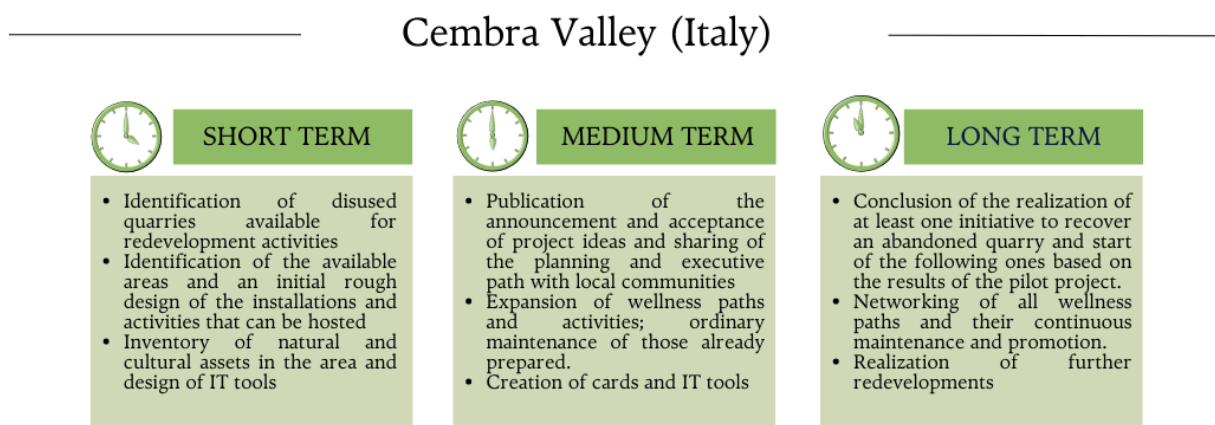 Cembra Valley (Italy)
SHORT TERM
• Identification of disused
quarries available for
redevelopment activities
• Identification of the available
areas and an initial rough
design of the installations and
activities that can be hosted
• Inventory of natural and
cultural assets in the area and
design of IT tools
MEDIUM TERM
• Publication of the
announcement and acceptance
of project ideas and sharing of
the planning and executive
path with local communities
• Expansion of wellness paths
and activities; ordinary
maintenance of those already
prepared.
• Creation of cards and IT tools
LONG TERM
• Conclusion of the realization of
at least one initiative to recover
an abandoned quarry and start
of the following ones based on
the results of the pilot project.
• Networking of all wellness
paths and their continuous
maintenance and promotion.
• Realization of further
redevelopments